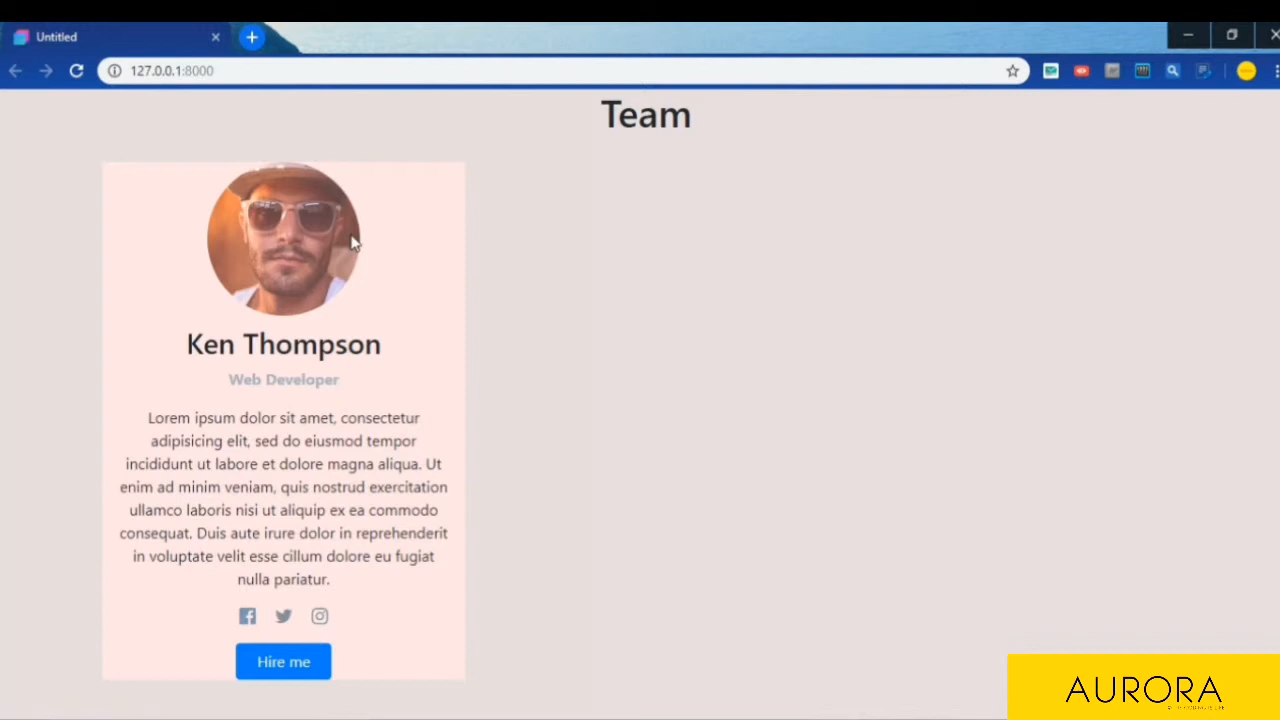 Untitled
127.0.0.1:8000
Team
Ken Thompson
Web Developer
Lorem ipsum dolor sit amet, consectetur
adipisicing elit, sed do eiusmod tempor
incididunt ut labore et dolore magna aliqua. Ut
enim ad minim veniam, quis nostrud exercitation
ullamco laboris nisi ut aliquip ex ea commodo
consequat. Duis aute irure dolor in reprehenderit
in voluptate velit esse cillum dolore eu fugiat
nulla pariatur.
Hire me
AURORA